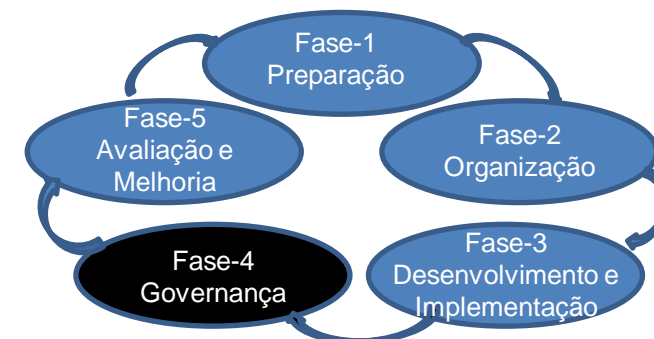 Fase-1
Preparação
Fase-2
Organização
Fase-3
Desenvolvimento e
Implementação
Fase-4
Governança
Fase-5
Avaliação e
Melhoria